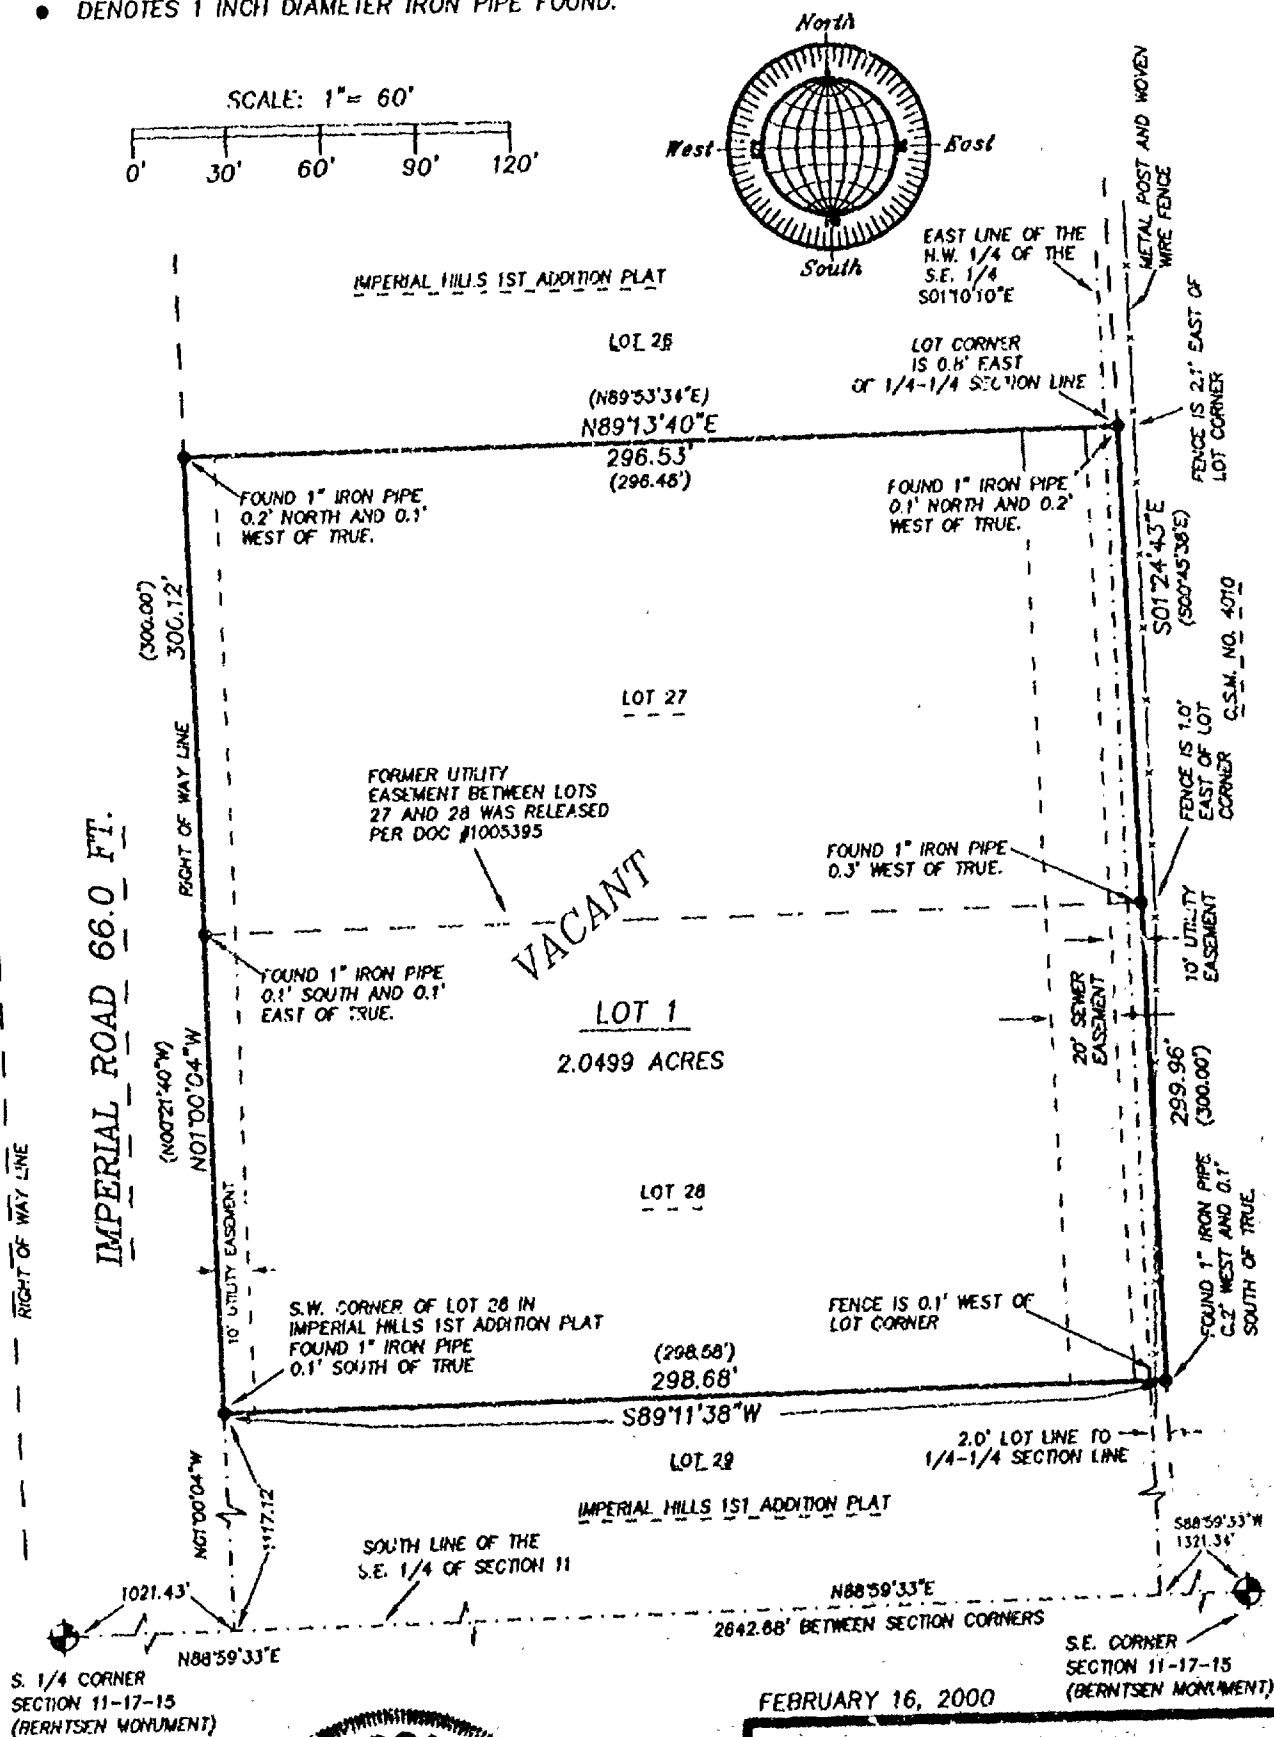 ● DENOTES 1 INCH DIAMETER IRON PIPE FOUND.
North
SCALE: 1"= 60'
0' 30' 60' 90' 120'
West
East
South
METAL POST AND WOVEN
WIRE FENCE
EAST LINE OF THE
N.W. 1/4 OF THE
S.E. 1/4
S01°10'10"E
IMPERIAL HILLS 1ST ADDITION PLAT
LOT 26
LOT CORNER
IS 0.8' EAST
OF 1/4-1/4 SECTION LINE
FENCE IS 2.1' EAST OF
LOT CORNER
(N89°53'34"E)
N89°13'40"E
296.53'
(296.48')
FOUND 1" IRON PIPE
0.2' NORTH AND 0.1'
WEST OF TRUE.
FOUND 1" IRON PIPE
0.1' NORTH AND 0.2'
WEST OF TRUE.
S01°24'43"E
(S00°45'38"E)
(300.00')
300.12'
C.S.M. NO. 4010
LOT 27
RIGHT OF WAY LINE
FORMER UTILITY
EASEMENT BETWEEN LOTS
27 AND 28 WAS RELEASED
PER DOC #1005395
FENCE IS 1.0'
EAST OF LOT
CORNER
FOUND 1" IRON PIPE
0.3' WEST OF TRUE.
VACANT
IMPERIAL ROAD 66.0 FT.
10' UTILITY
EASEMENT
FOUND 1" IRON PIPE
0.1' SOUTH AND 0.1'
EAST OF TRUE.
LOT 1
2.0499 ACRES
20' SEWER
EASEMENT
(N00°21'40"W)
N01°00'04"W
299.96'
(300.00')
RIGHT OF WAY LINE
LOT 28
10' UTILITY EASEMENT
FOUND 1" IRON PIPE
0.2' WEST AND 0.1'
SOUTH OF TRUE.
S.W. CORNER OF LOT 28 IN
IMPERIAL HILLS 1ST ADDITION PLAT
FOUND 1" IRON PIPE
0.1' SOUTH OF TRUE
FENCE IS 0.1' WEST OF
LOT CORNER
(298.68')
298.68'
S89°11'38"W
2.0' LOT LINE TO
1/4-1/4 SECTION LINE
LOT 29
N01°00'04"W
IMPERIAL HILLS 1ST ADDITION PLAT
SOUTH LINE OF THE
S.E. 1/4 OF SECTION 11
S88°59'33"W
1321.34'
1021.43'
N88°59'33"E
2642.68' BETWEEN SECTION CORNERS
N88°59'33"E
S. 1/4 CORNER
SECTION 11-17-15
(BERNTSEN MONUMENT)
S.E. CORNER
SECTION 11-17-15
(BERNTSEN MONUMENT)
FEBRUARY 16, 2000